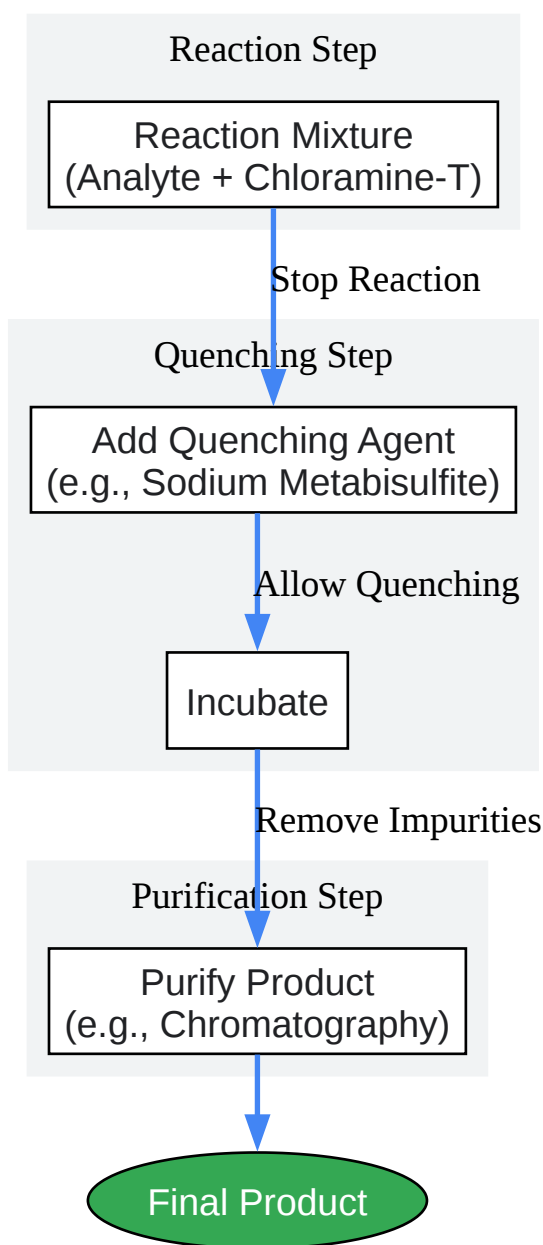 Reaction Step
Reaction Mixture
(Analyte + Chloramine-T)
Stop Reaction
Quenching Step
Add Quenching Agent
(e.g., Sodium Metabisulfite)
Allow Quenching
Incubate
Remove Impurities
Purification Step
Purify Product
(e.g., Chromatography)
Final Product